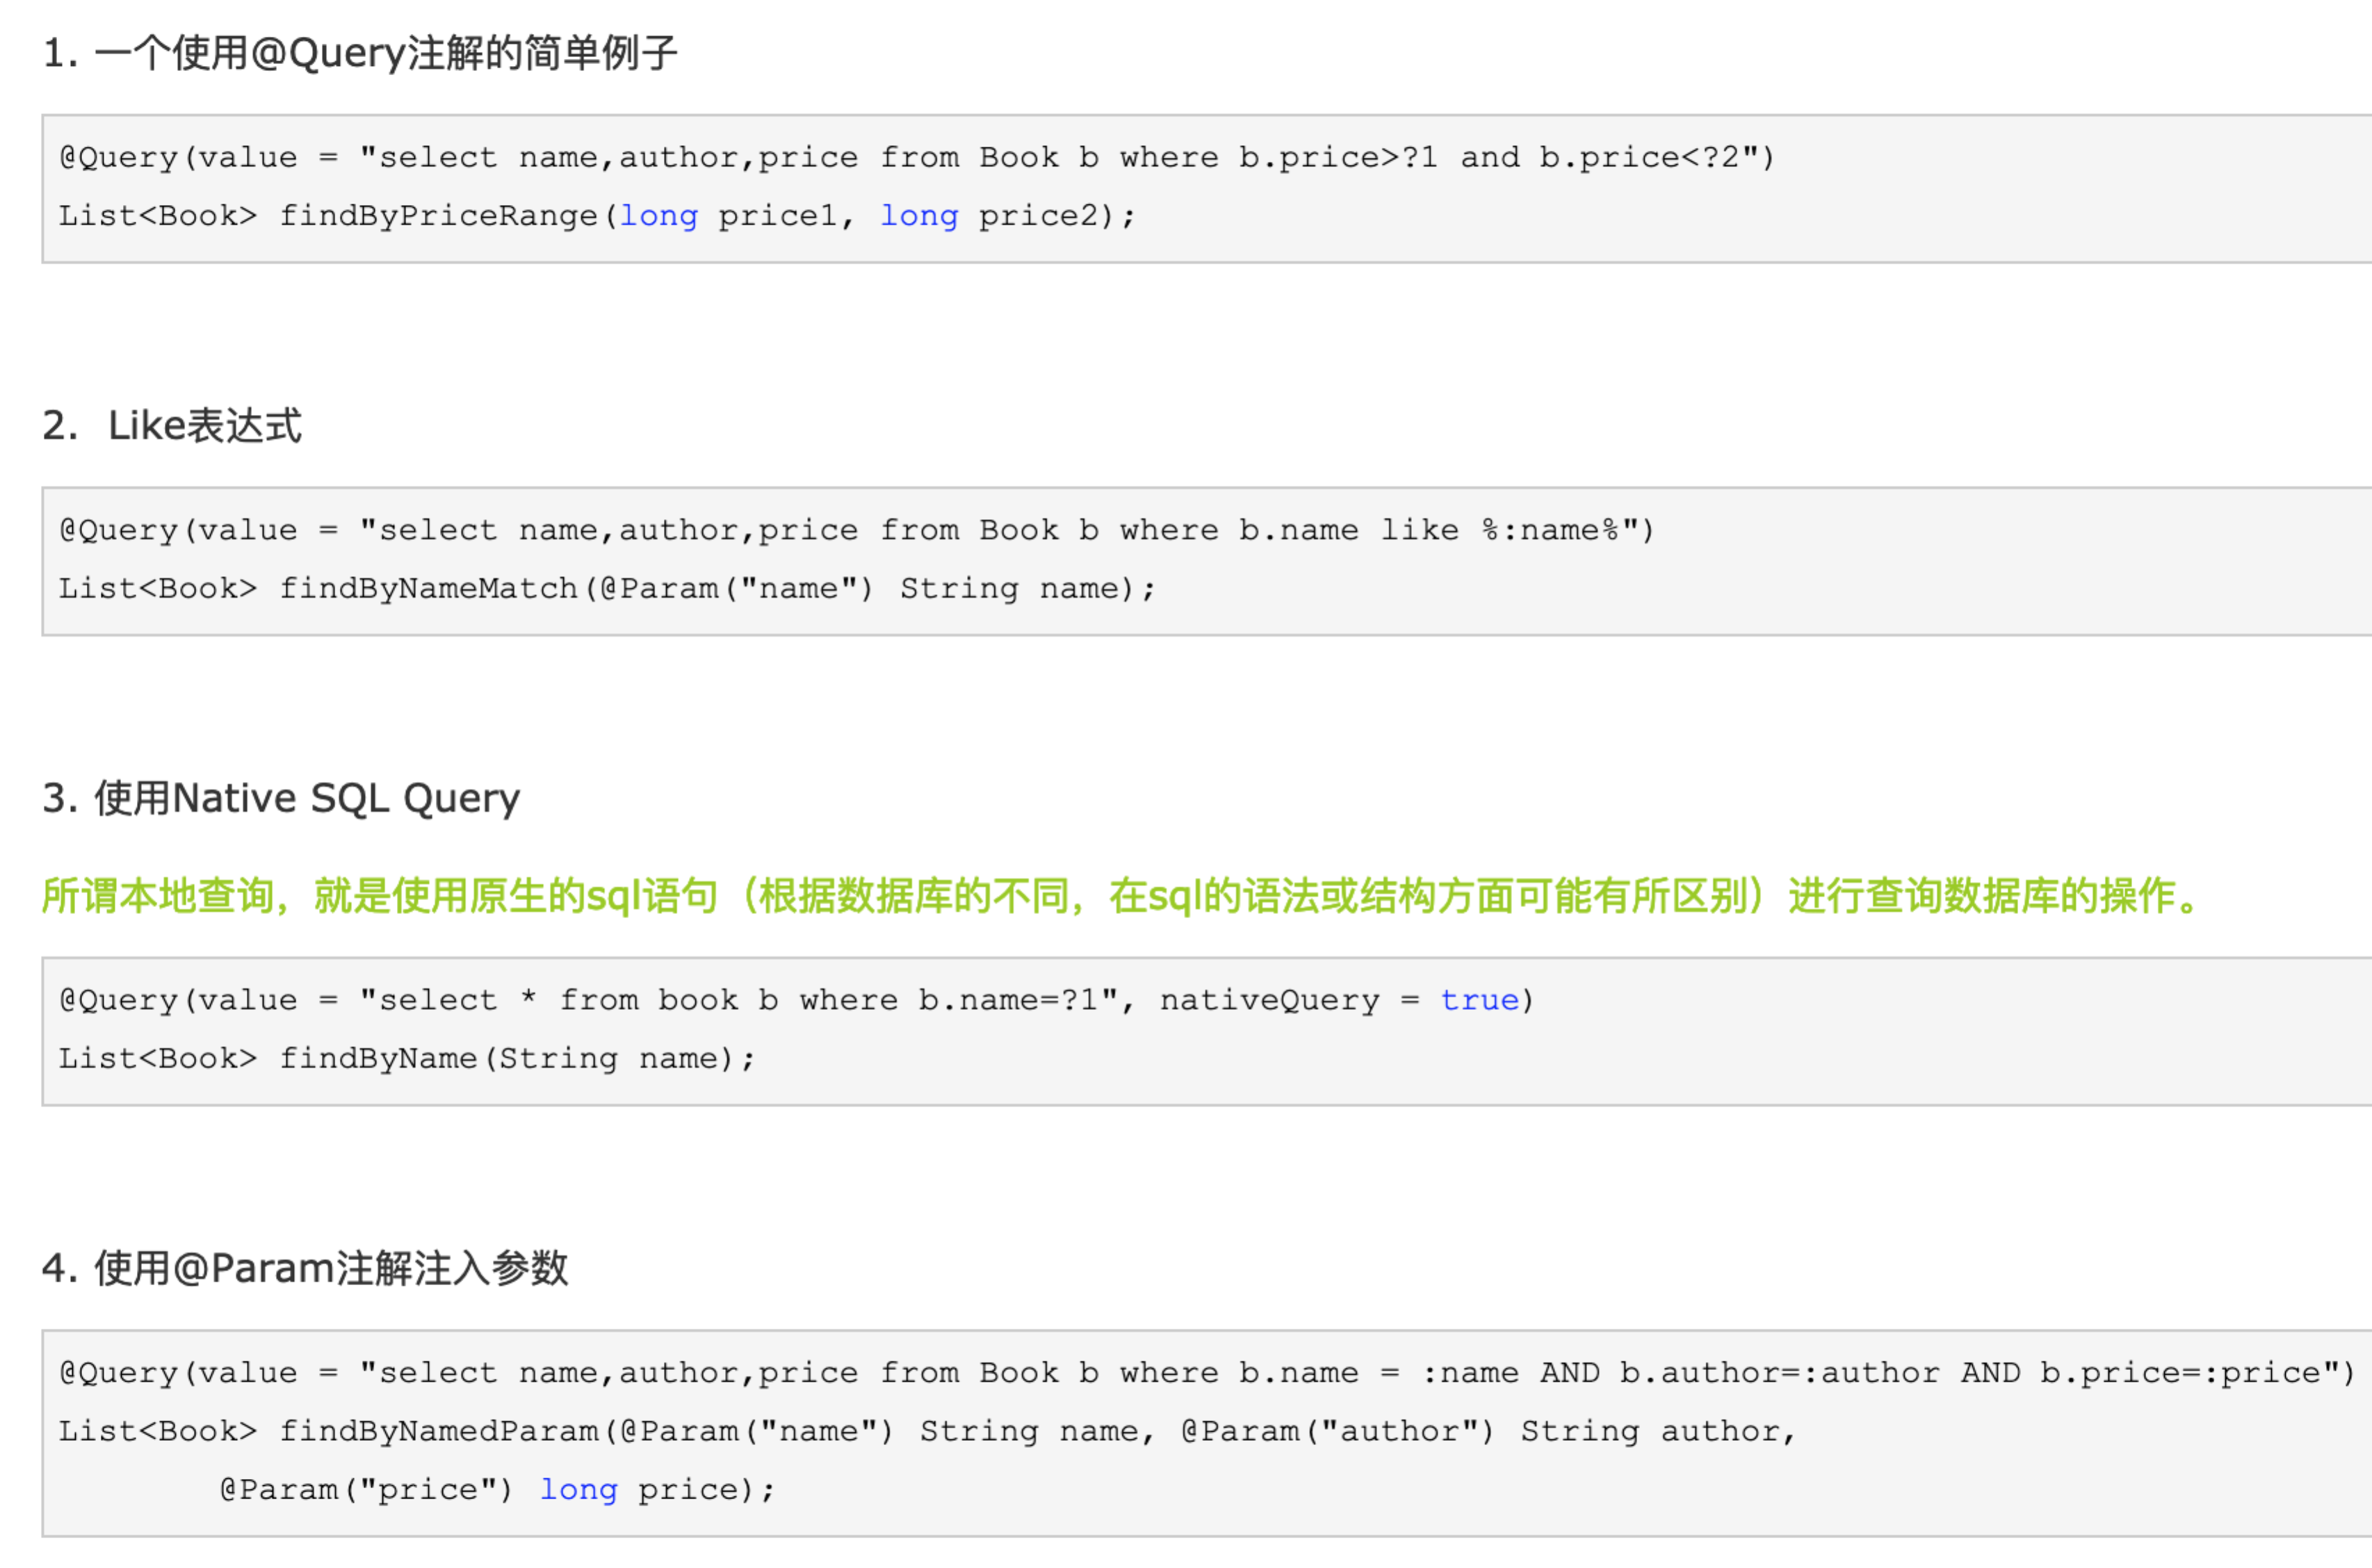 1. 一个使用@Query注解的简单例子
@Query(value = "select name,author,price from Book b where b.price>?1 and b.price<?2")
List<Book> findByPriceRange(long price1, long price2);
2. Like表达式
@Query(value = "select name,author,price from Book b where b.name like %:name%")
List<Book> findByNameMatch(@Param("name") String name);
3. 使用Native SQL Query
所谓本地查询，就是使用原生的sql语句（根据数据库的不同，在sql的语法或结构方面可能有所区别）进行查询数据库的操作。
@Query(value = "select * from book b where b.name=?1", nativeQuery = true)
List<Book> findByName(String name);
4. 使用@Param注解注入参数
@Query(value = "select name,author,price from Book b where b.name = :name AND b.author=:author AND b.price=:price")
List<Book> findByNamedParam(@Param("name") String name, @Param("author") String author,
@Param("price") long price);